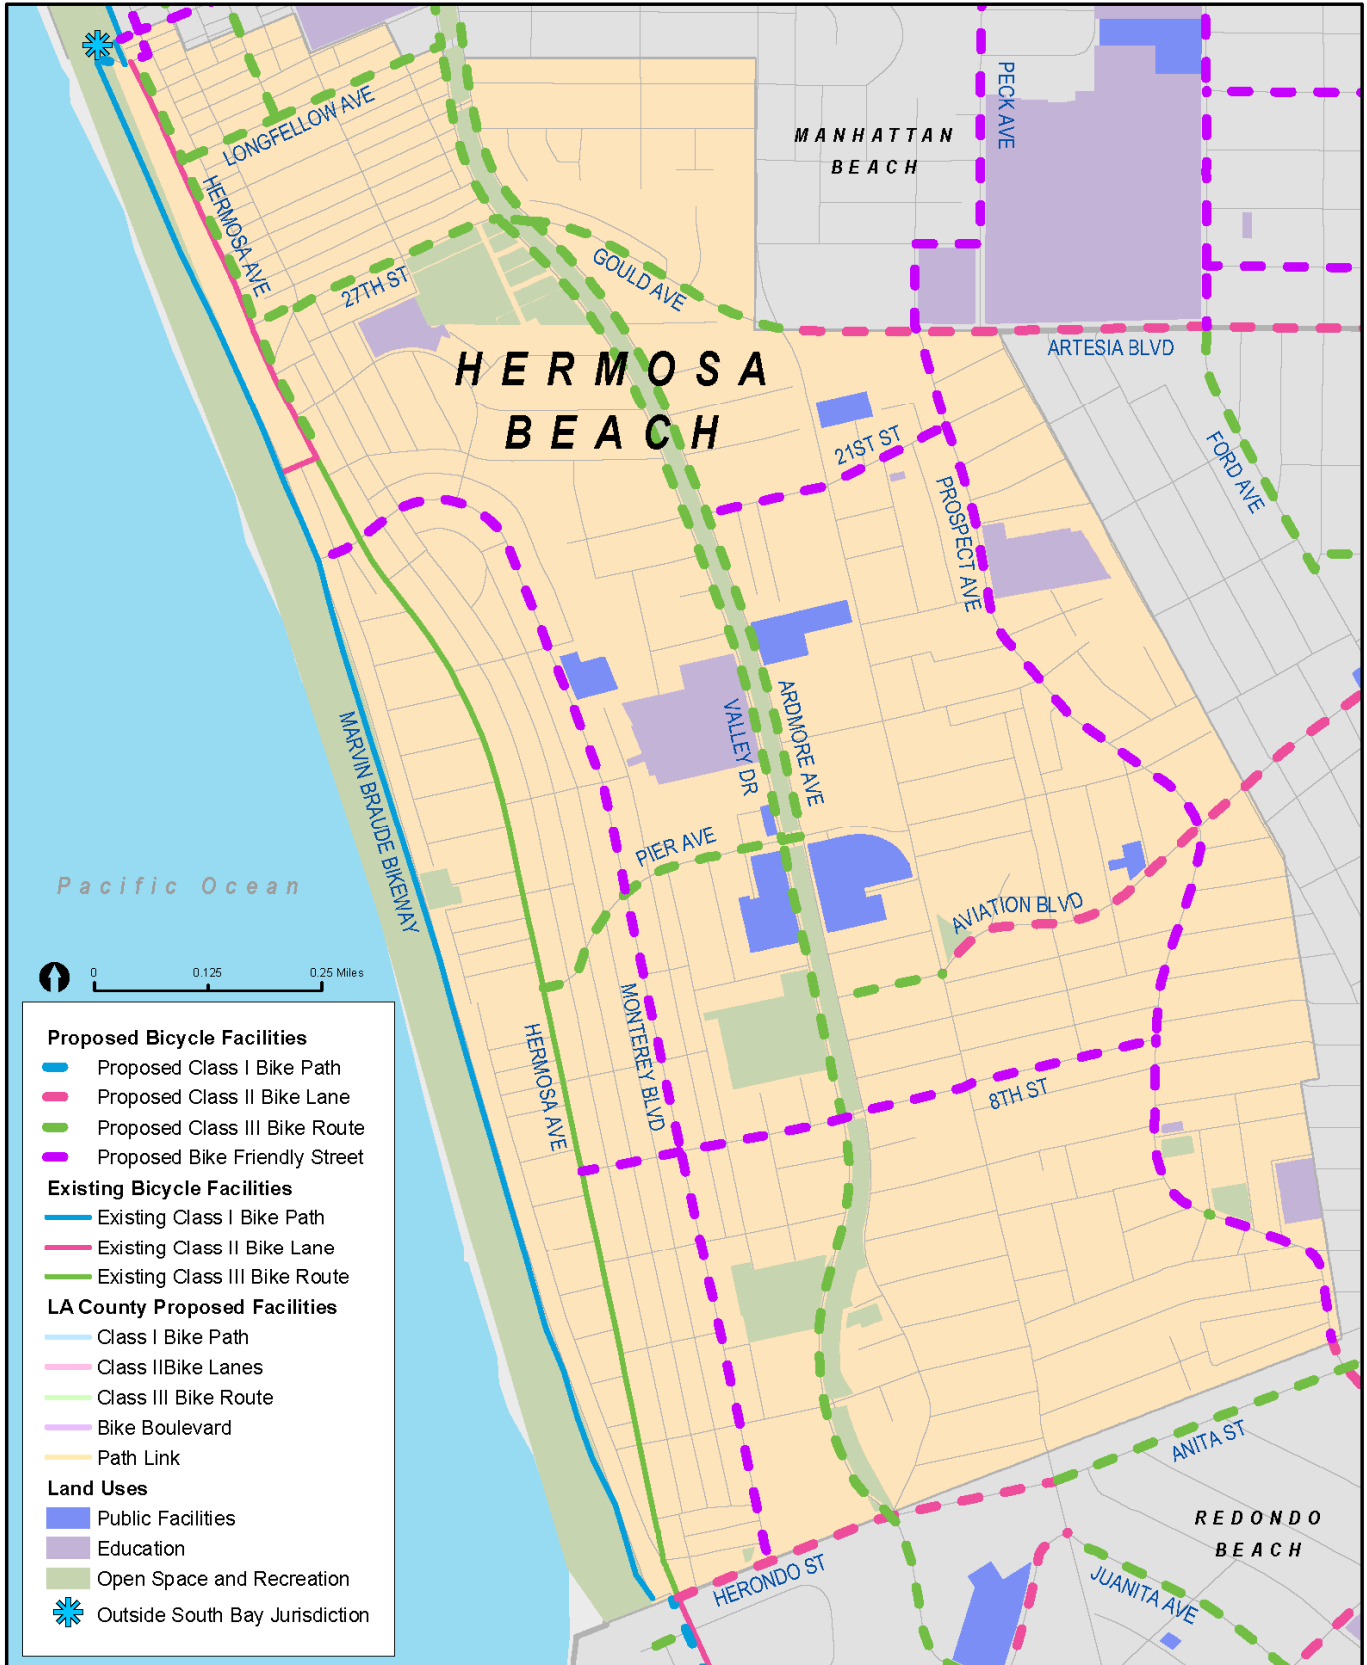 PECK AVE
MANHATTAN
BEACH
LONGFELLOW AVE
HERMOSA AVE
27TH ST
GOULD AVE
ARTESIA BLVD
HERMOSA
BEACH
21ST ST
FORD AVE
PROSPECT AVE
MARVIN BRAUDE BIKEWAY
VALLEY DR
ARDMORE AVE
PIER AVE
Pacific Ocean
AVIATION BLVD
0 0.125 0.25 Miles
MONTEREY BLVD
HERMOSA AVE
8TH ST
Proposed Bicycle Facilities
Proposed Class I Bike Path
Proposed Class II Bike Lane
Proposed Class III Bike Route
Proposed Bike Friendly Street
Existing Bicycle Facilities
Existing Class I Bike Path
Existing Class II Bike Lane
Existing Class III Bike Route
LA County Proposed Facilities
Class I Bike Path
Class IIBike Lanes
Class III Bike Route
Bike Boulevard
Path Link
Land Uses
Public Facilities
Education
Open Space and Recreation
Outside South Bay Jurisdiction
ANITA ST
REDONDO
BEACH
HERONDO ST
JUANITA AVE